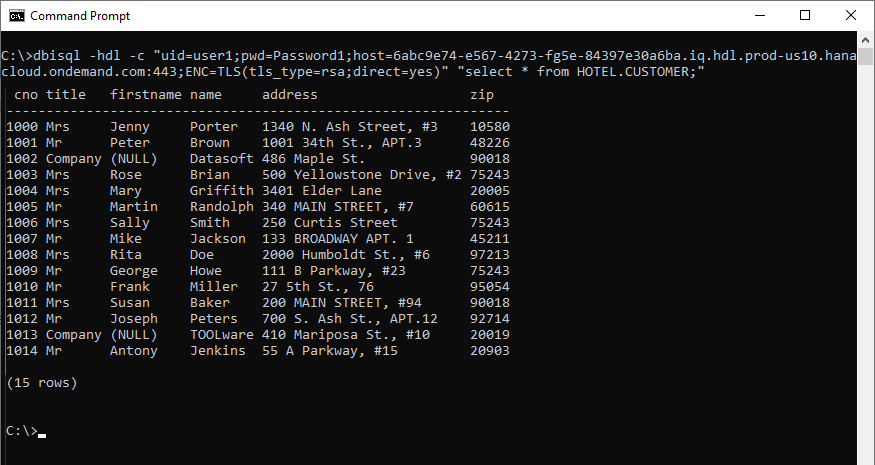 Command Prompt
C:\>dbisql -hdl -c "uid=user1;pwd=Password1;host=6abc9e74-e567-4273-fg5e-84397e30a6ba.iq.hdl.prod-us10.hana
cloud.ondemand.com:443;ENC=TLS(tls_type=rsa;direct=yes)" "select * from HOTEL.CUSTOMER;"
 cno title   firstname name     address                   zip
---------------------------------------------------------------
1000 Mrs     Jenny     Porter   1340 N. Ash Street, #3    10580
1001 Mr      Peter     Brown    1001 34th St., APT.3      48226
1002 Company (NULL)    Datasoft 486 Maple St.             90018
1003 Mrs     Rose      Brian    500 Yellowstone Drive, #2 75243
1004 Mrs     Mary      Griffith 3401 Elder Lane           20005
1005 Mr      Martin    Randolph 340 MAIN STREET, #7       60615
1006 Mrs     Sally     Smith    250 Curtis Street         75243
1007 Mr      Mike      Jackson  133 BROADWAY APT. 1       45211
1008 Mrs     Rita      Doe      2000 Humboldt St., #6     97213
1009 Mr      George    Howe     111 B Parkway, #23        75243
1010 Mr      Frank     Miller   27 5th St., 76            95054
1011 Mrs     Susan     Baker    200 MAIN STREET, #94      90018
1012 Mr      Joseph    Peters   700 S. Ash St., APT.12    92714
1013 Company (NULL)    TOOLware 410 Mariposa St., #10     20019
1014 Mr      Antony    Jenkins  55 A Parkway, #15         20903
(15 rows)
C:\>